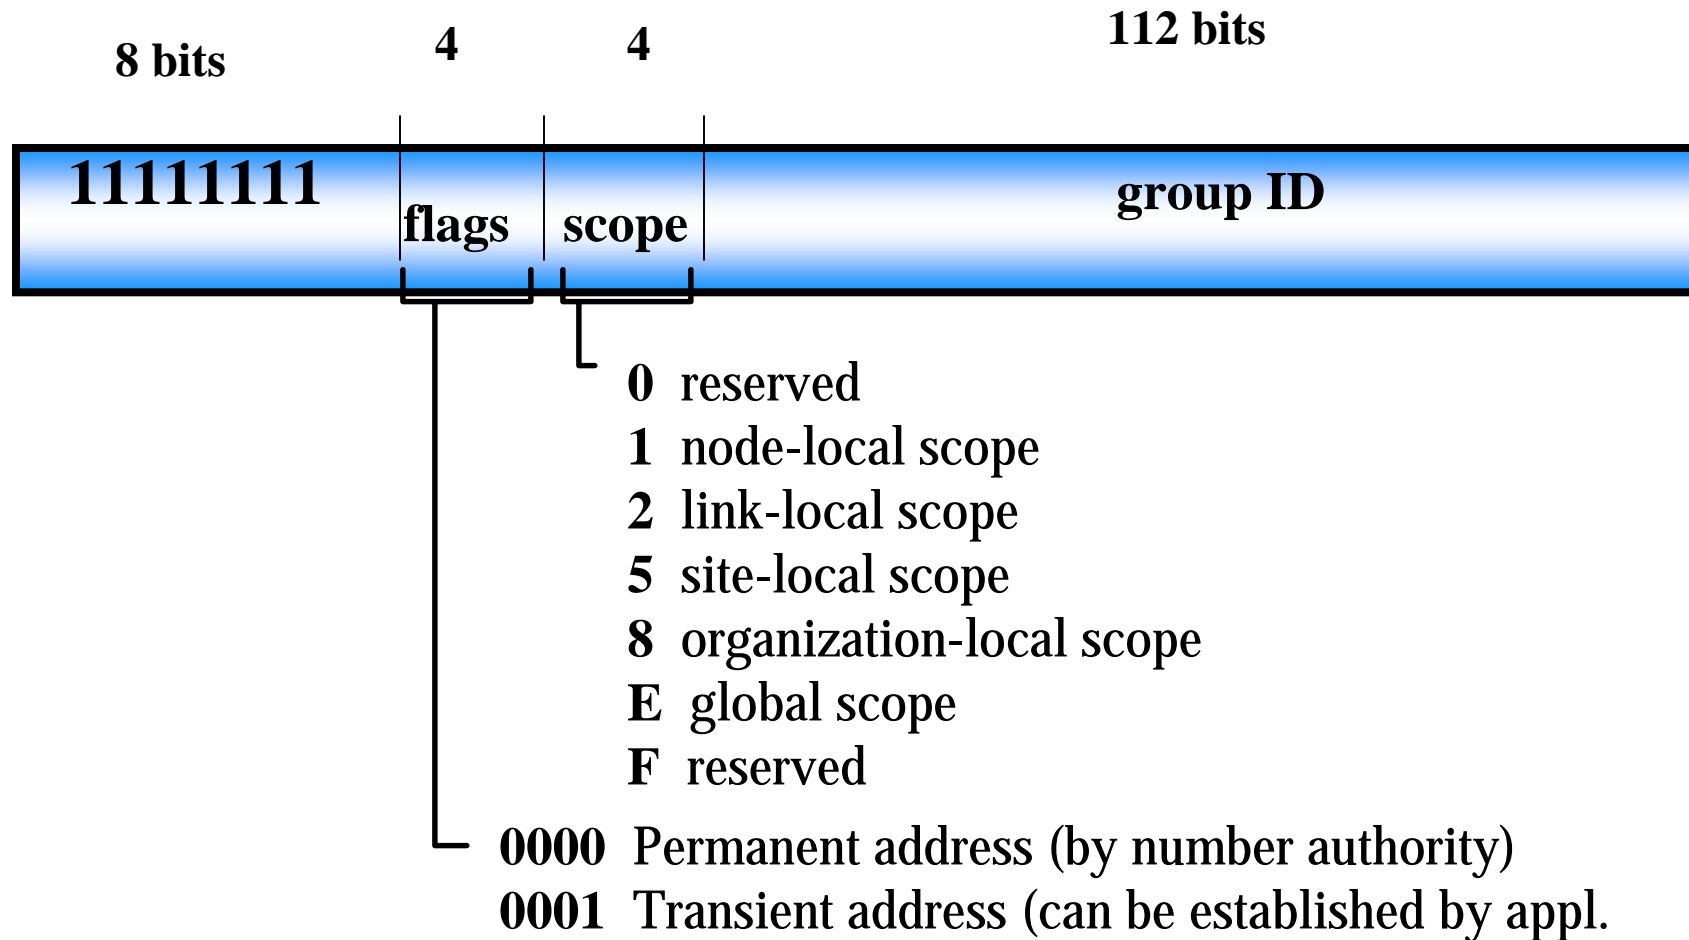 8 bits 4 4 112 bits
11111111 flags scope group ID
0 reserved
1 node-local scope
2 link-local scope
5 site-local scope
8 organization-local scope
E global scope
F reserved
0000 Permanent address (by number authority)
0001 Transient address (can be established by appl.